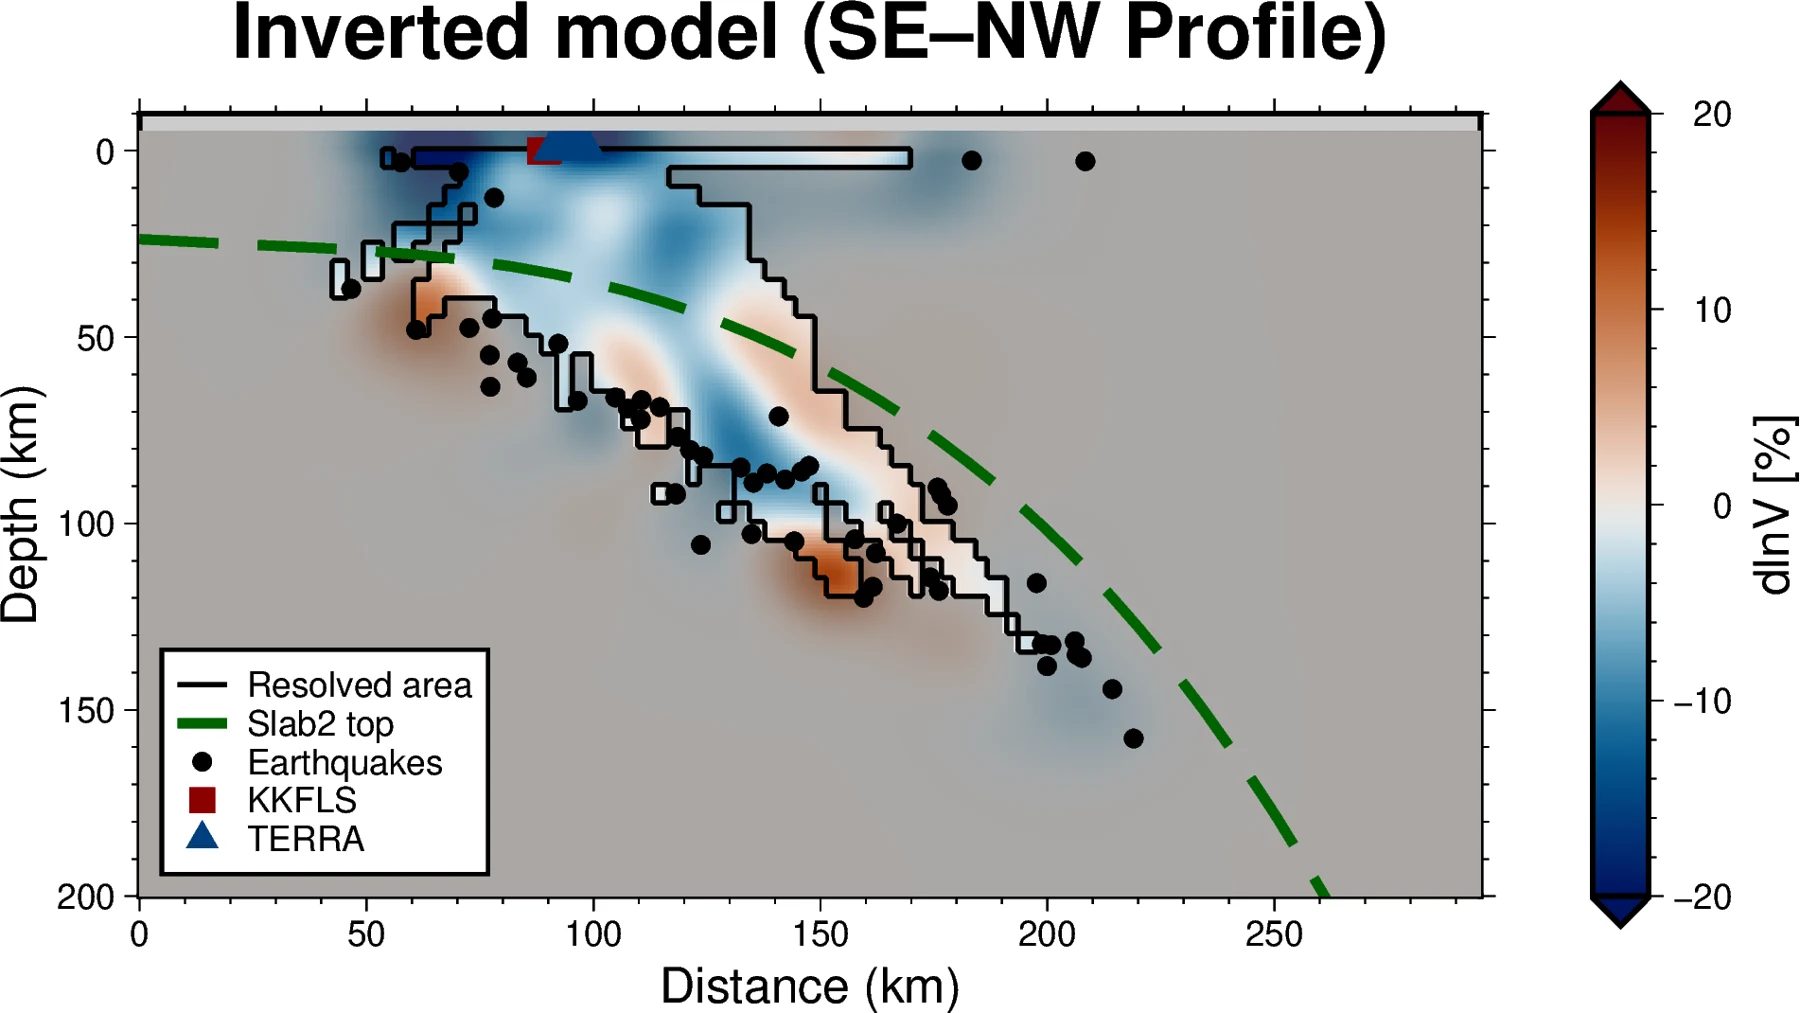 Inverted model (SE–NW Profile)
0
50
100
150
200
Depth (km)
0
50
100
150
200
250
Distance (km)
Resolved area
Slab2 top
Earthquakes
KKFLS
TERRA
20
10
0
−10
−20
dlnV [%]